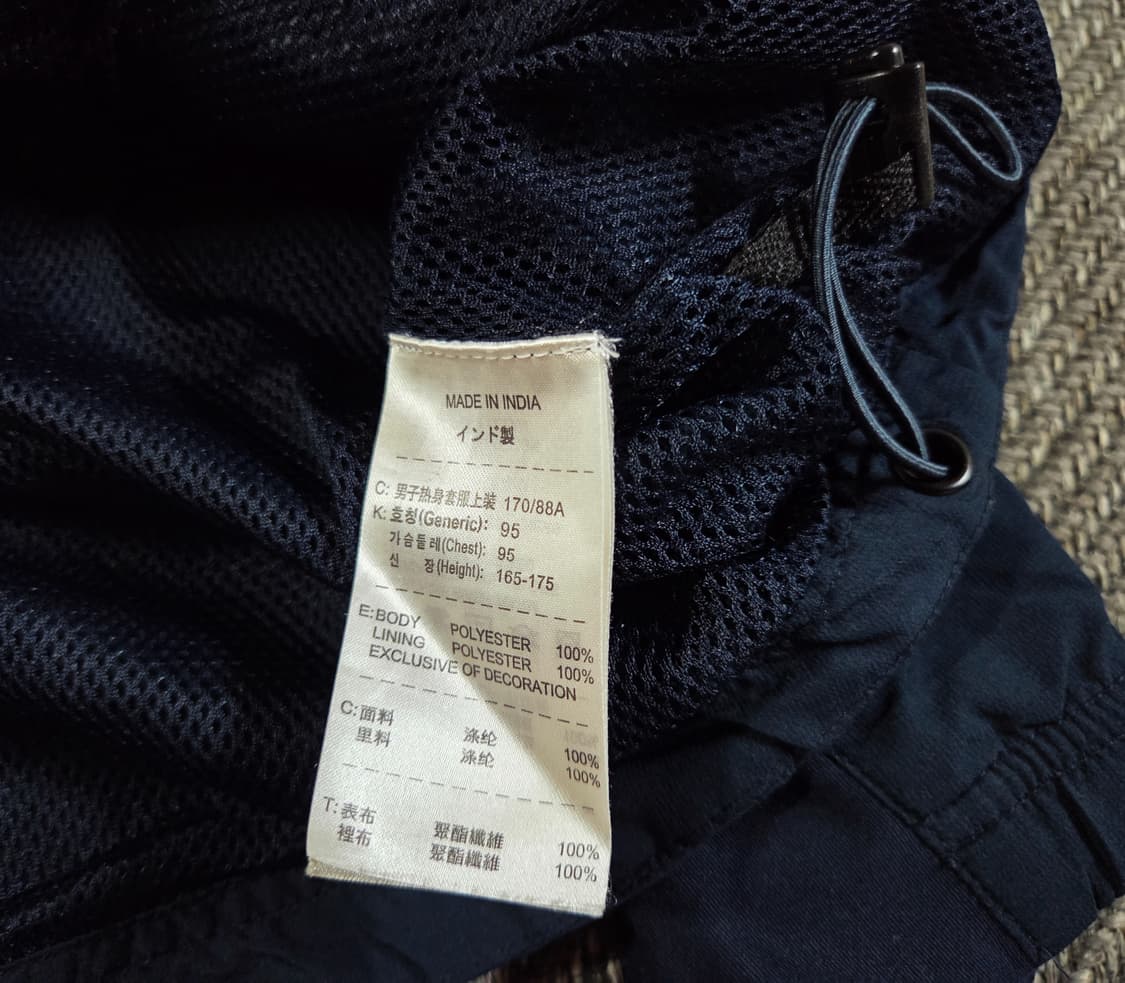 MADE IN INDIA
インド製
C: 男子热身套服上装 170/88A
K: 호칭(Generic): 95
가슴둘레(Chest): 95
신 장(Height): 165-175
E: BODY POLYESTER 100%
LINING POLYESTER 100%
EXCLUSIVE OF DECORATION
C: 面料 涤纶 100%
里料 涤纶 100%
T: 表布 聚酯纖維 100%
裡布 聚酯纖維 100%